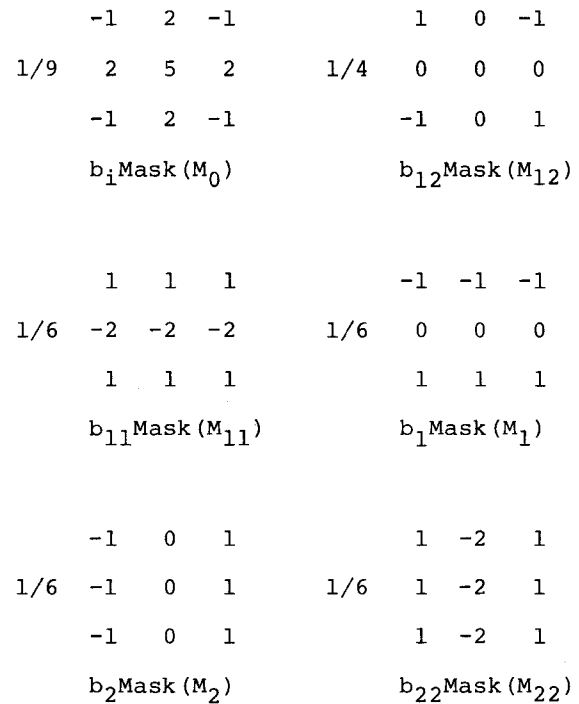 -1 2 -1 1 0 -1
1/9 2 5 2 1/4 0 0 0
-1 2 -1 -1 0 1
b_iMask(M_0) b_12Mask(M_12)
1 1 1 -1 -1 -1
1/6 -2 -2 -2 1/6 0 0 0
1 1 1 1 1 1
b_11Mask(M_11) b_1Mask(M_1)
-1 0 1 1 -2 1
1/6 -1 0 1 1/6 1 -2 1
-1 0 1 1 -2 1
b_2Mask(M_2) b_22Mask(M_22)